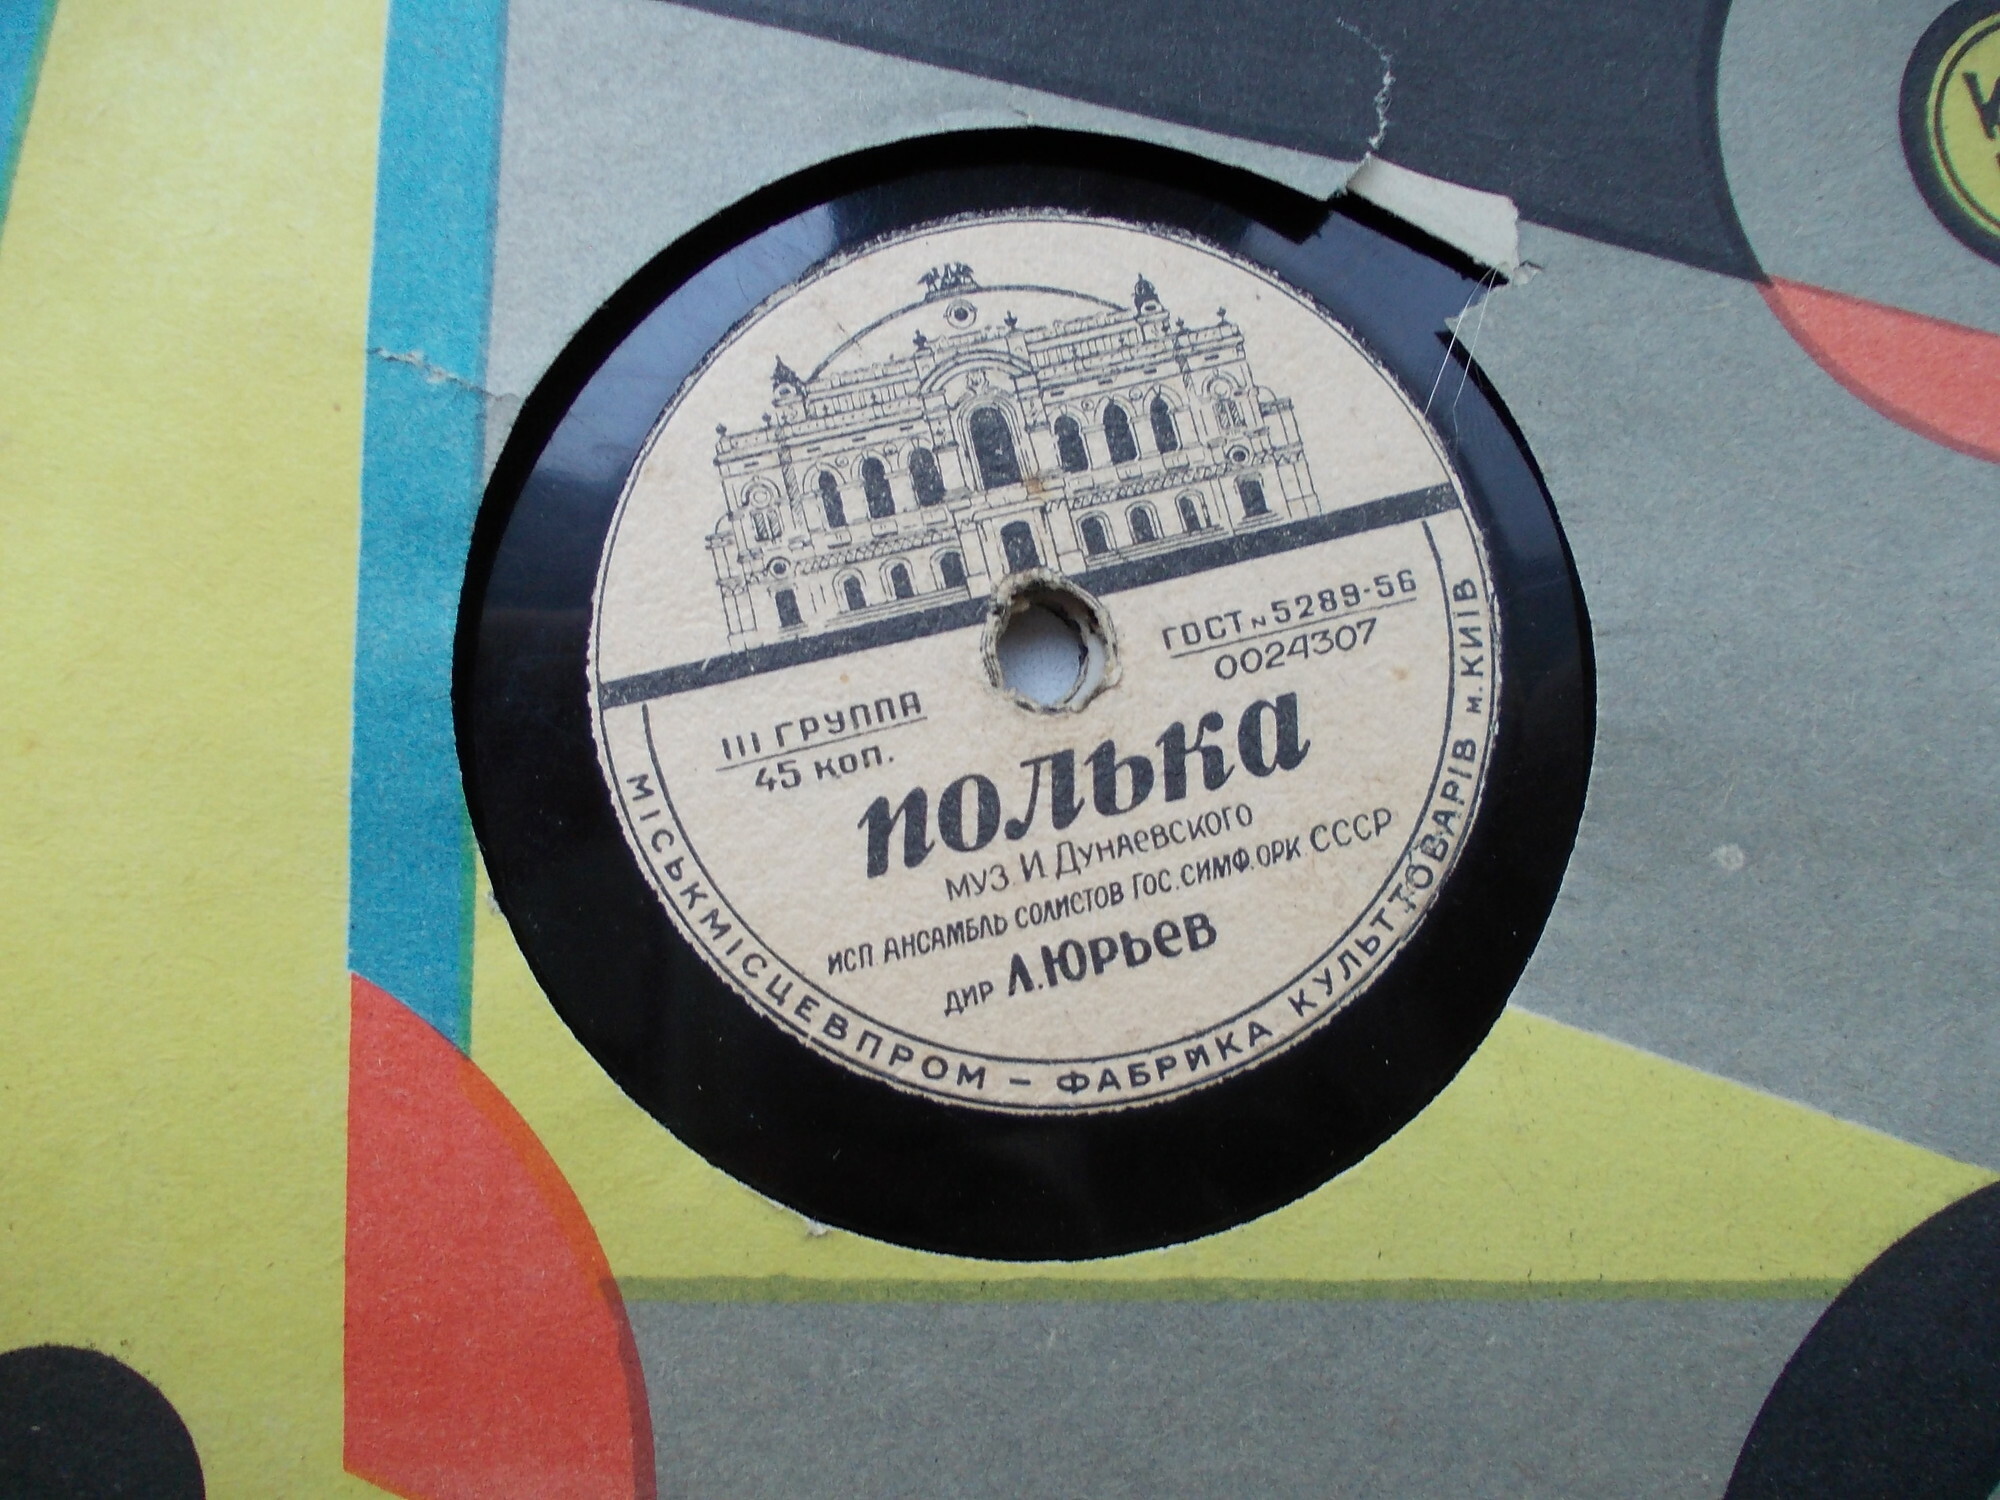 III ГРУППА
45 коп.
ГОСТ N 5289-56
0024307
полька
муз. И Дунаевского
исп. Ансамбль солистов Гос. симф. орк. СССР
дир Л. Юрьев
МІСЬКМІСЦЕВПРОМ – ФАБРИКА КУЛЬТТОВАРІВ м. КИЇВ